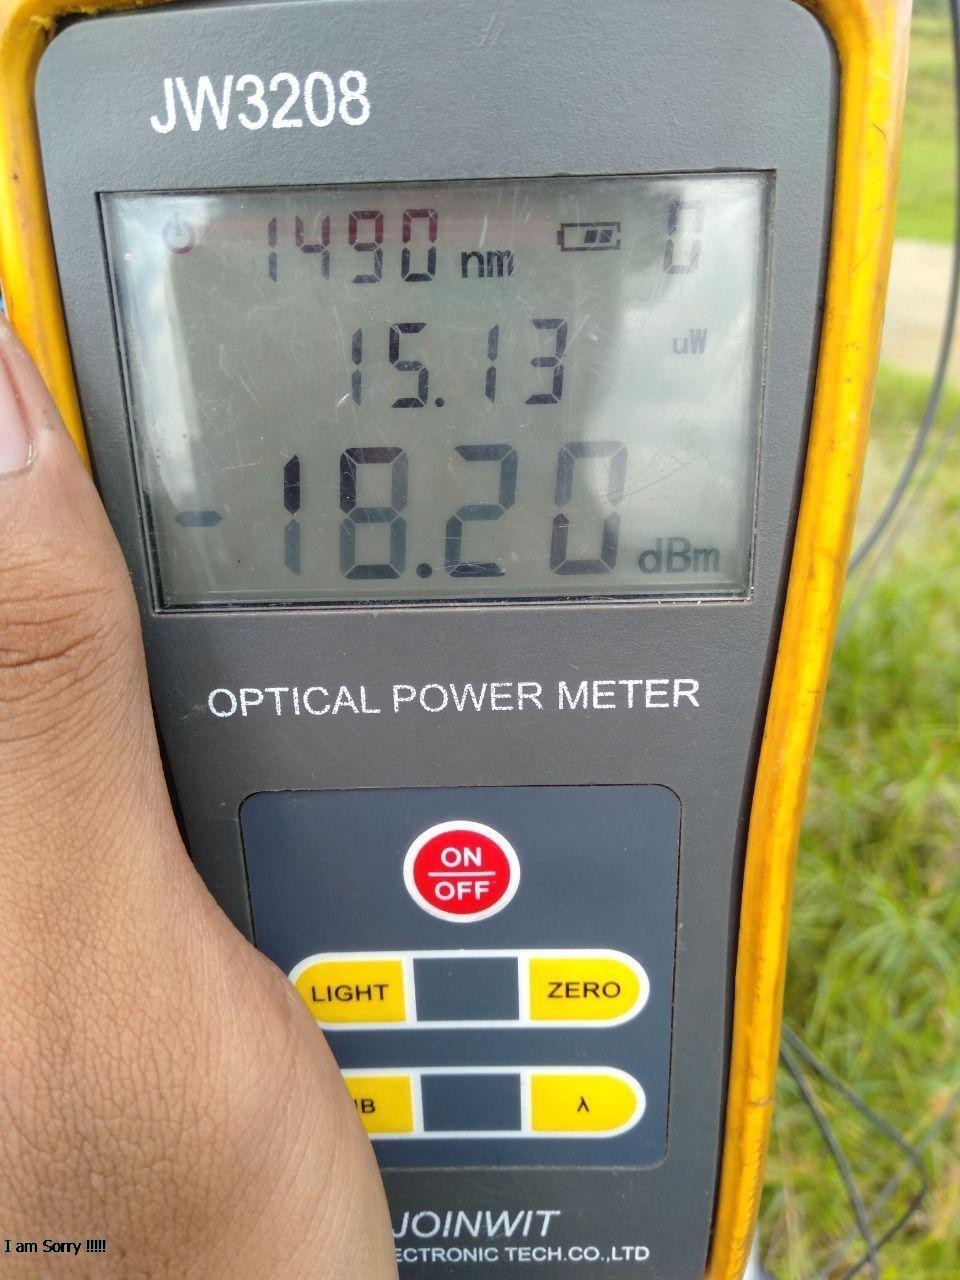 JW3208
1490 nm 0
15.13 uW
-18.20 dBm
OPTICAL POWER METER
ON
OFF
LIGHT ZERO
λ
JOINWIT
TECH.CO.,LTD
I am Sorry !!!!!